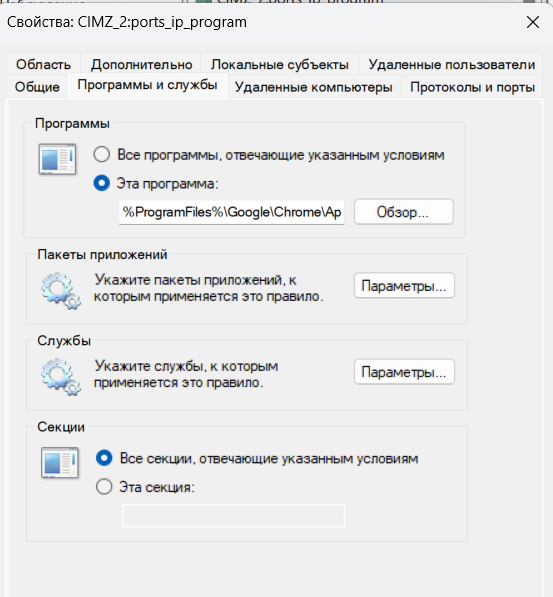 CIMZ_2:ports_ip_program
Свойства: CIMZ_2:ports_ip_program
Область Дополнительно Локальные субъекты Удаленные пользователи
Общие Программы и службы Удаленные компьютеры Протоколы и порты
Программы
Все программы, отвечающие указанным условиям
Эта программа:
%ProgramFiles%\Google\Chrome\Ap Обзор...
Пакеты приложений
Укажите пакеты приложений, к
которым применяется это правило.
Параметры...
Службы
Укажите службы, к которым
применяется это правило.
Параметры...
Секции
Все секции, отвечающие указанным условиям
Эта секция: